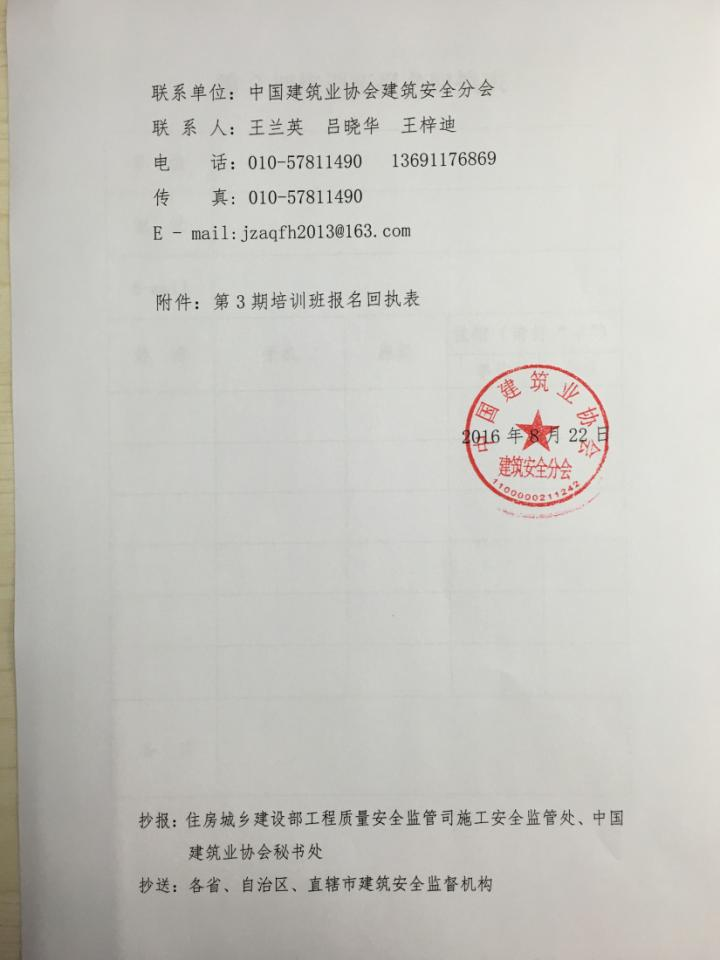 联系单位：中国建筑业协会建筑安全分会
联 系 人：王兰英 吕晓华 王梓迪
电 话：010-57811490 13691176869
传 真：010-57811490
E - mail:jzaqfh2013@163.com
附件：第3期培训班报名回执表
中国建筑业协会
2016年8月22日
建筑安全分会
1100000211242
抄报：住房城乡建设部工程质量安全监管司施工安全监管处、中国
建筑业协会秘书处
抄送：各省、自治区、直辖市建筑安全监督机构